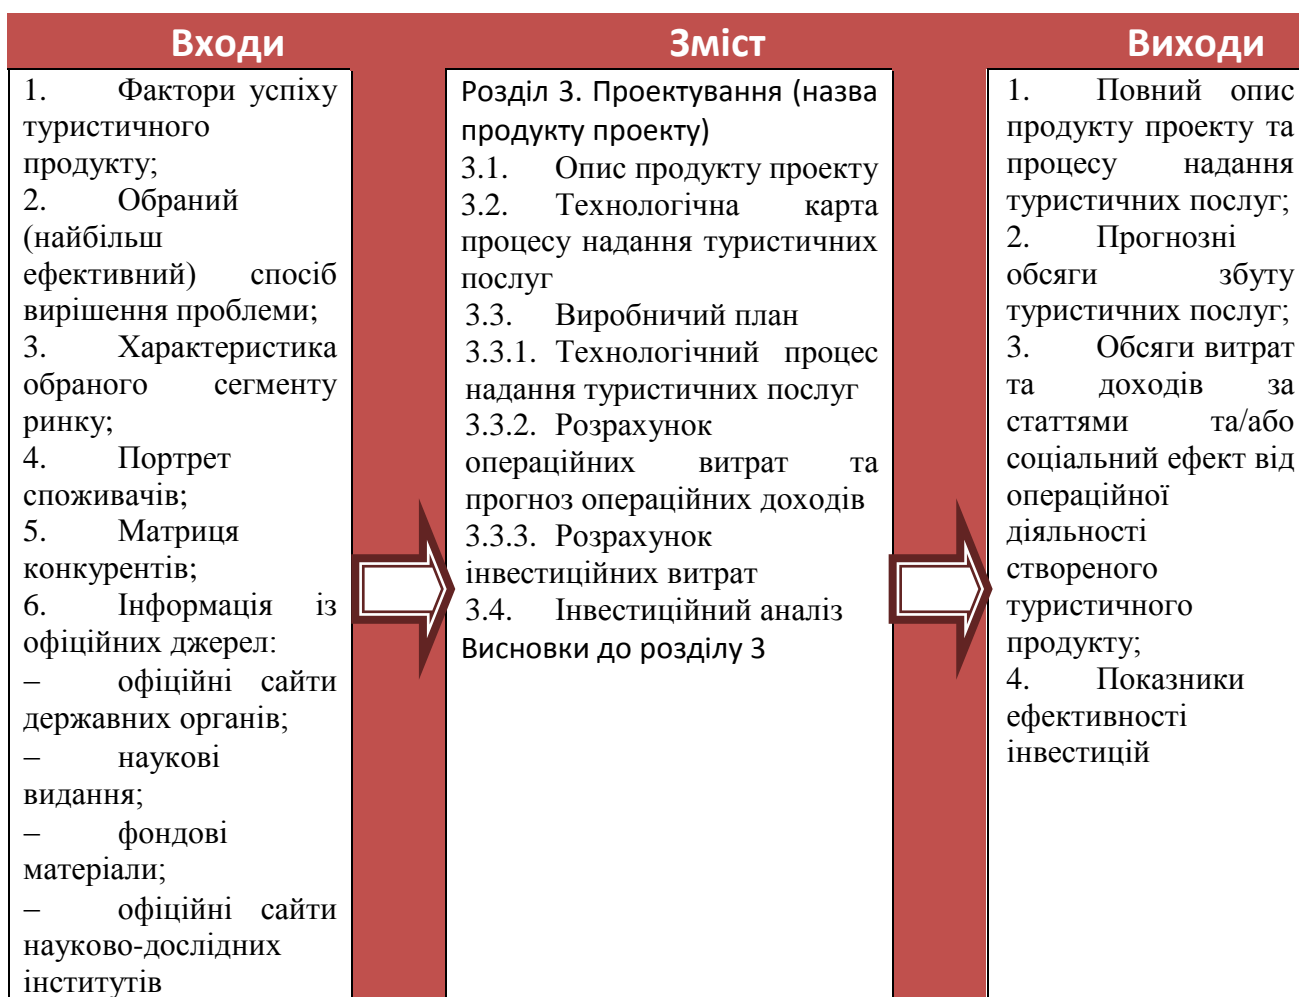 Входи
Зміст
Виходи
1. Фактори успіху
туристичного
продукту;
2. Обраний
(найбільш
ефективний) спосіб
вирішення проблеми;
3. Характеристика
обраного сегменту
ринку;
4. Портрет
споживачів;
5. Матриця
конкурентів;
6. Інформація із
офіційних джерел:
– офіційні сайти
державних органів;
– наукові
видання;
– фондові
матеріали;
– офіційні сайти
науково-дослідних
інститутів
Розділ 3. Проектування (назва
продукту проекту)
3.1. Опис продукту проекту
3.2. Технологічна карта
процесу надання туристичних
послуг
3.3. Виробничий план
3.3.1. Технологічний процес
надання туристичних послуг
3.3.2. Розрахунок
операційних витрат та
прогноз операційних доходів
3.3.3. Розрахунок
інвестиційних витрат
3.4. Інвестиційний аналіз
Висновки до розділу 3
1. Повний опис
продукту проекту та
процесу надання
туристичних послуг;
2. Прогнозні
обсяги збуту
туристичних послуг;
3. Обсяги витрат
та доходів за
статтями та/або
соціальний ефект від
операційної
діяльності
створеного
туристичного
продукту;
4. Показники
ефективності
інвестицій